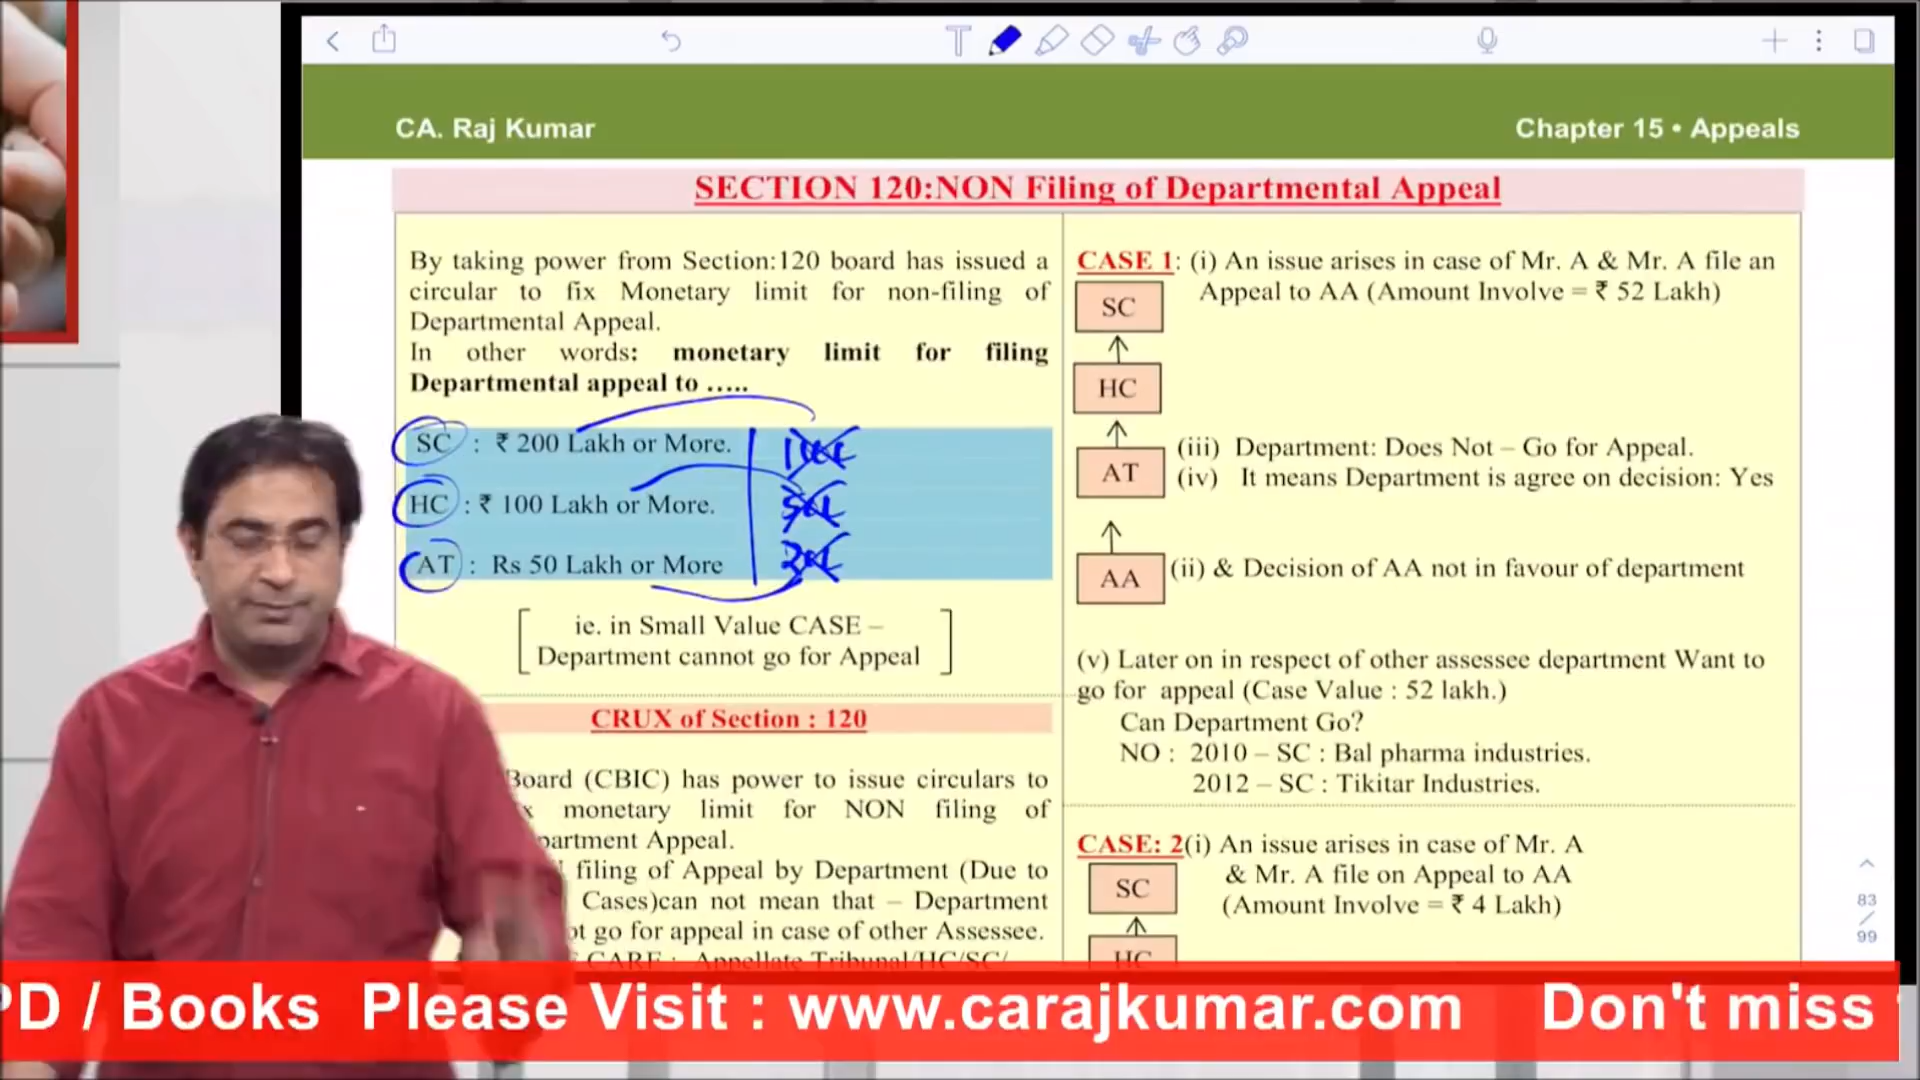 CA. Raj Kumar
Chapter 15 • Appeals
SECTION 120:NON Filing of Departmental Appeal
By taking power from Section:120 board has issued a
circular to fix Monetary limit for non-filing of
Departmental Appeal.
In other words: monetary limit for filing
Departmental appeal to .....
SC : ₹ 200 Lakh or More.
HC : ₹ 100 Lakh or More.
AT : Rs 50 Lakh or More
ie. in Small Value CASE –
Department cannot go for Appeal
CRUX of Section : 120
Board (CBIC) has power to issue circulars to
monetary limit for NON filing of
partment Appeal.
filing of Appeal by Department (Due to
Cases)can not mean that – Department
ot go for appeal in case of other Assessee.
CARE : Appellate Tribunal/HC/SC/
CASE 1: (i) An issue arises in case of Mr. A & Mr. A file an
Appeal to AA (Amount Involve = ₹ 52 Lakh)
SC
HC
AT
(iii) Department: Does Not – Go for Appeal.
(iv) It means Department is agree on decision: Yes
AA
(ii) & Decision of AA not in favour of department
(v) Later on in respect of other assessee department Want to
go for appeal (Case Value : 52 lakh.)
Can Department Go?
NO : 2010 – SC : Bal pharma industries.
2012 – SC : Tikitar Industries.
CASE: 2(i) An issue arises in case of Mr. A
& Mr. A file on Appeal to AA
(Amount Involve = ₹ 4 Lakh)
SC
HC
83
/
99
PD / Books Please Visit : www.carajkumar.com Don't miss